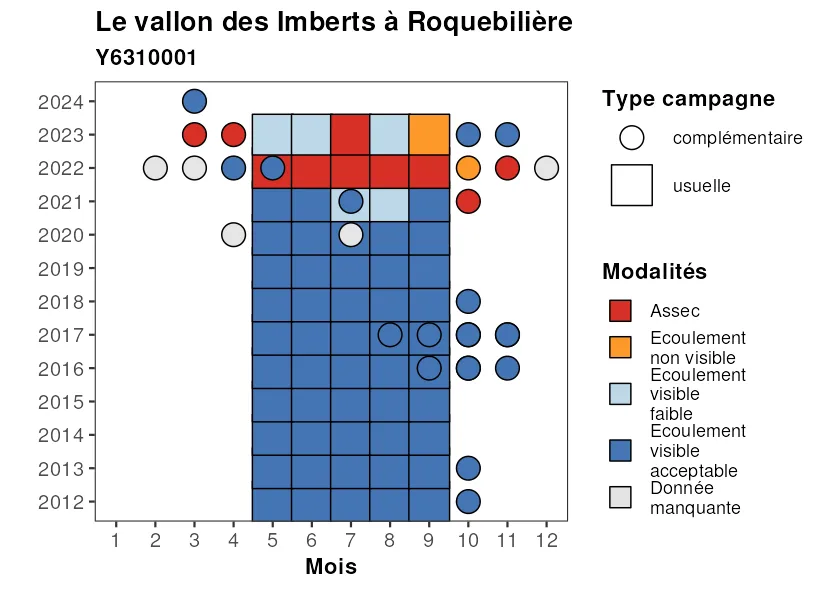 Le vallon des Imberts à Roquebilière
Y6310001
2024
2023
2022
2021
2020
2019
2018
2017
2016
2015
2014
2013
2012
1 2 3 4 5 6 7 8 9 10 11 12
Mois
Type campagne
complémentaire
usuelle
Modalités
Assec
Ecoulement
non visible
Ecoulement
visible
faible
Ecoulement
visible
acceptable
Donnée
manquante